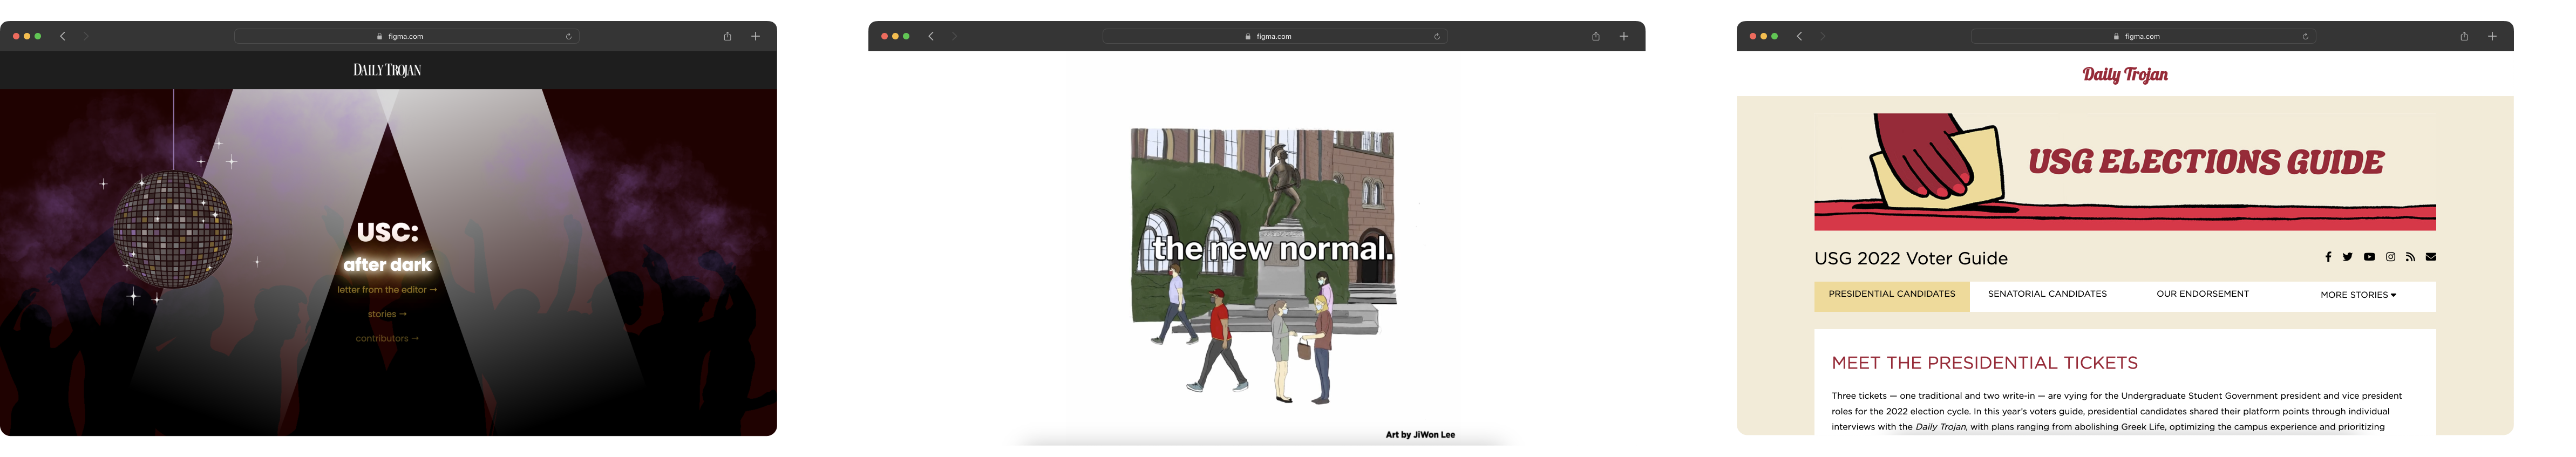 figma.com
DAILY TROJAN
USC:
after dark
letter from the editor →
stories →
contributors →
figma.com
the new normal.
Art by JiWon Lee
figma.com
Daily Trojan
USG ELECTIONS GUIDE
USG 2022 Voter Guide
PRESIDENTIAL CANDIDATES
SENATORIAL CANDIDATES
OUR ENDORSEMENT
MORE STORIES
MEET THE PRESIDENTIAL TICKETS
Three tickets — one traditional and two write-in — are vying for the Undergraduate Student Government president and vice president
roles for the 2022 election cycle. In this year’s voters guide, presidential candidates shared their platform points through individual
interviews with the Daily Trojan, with plans ranging from abolishing Greek Life, optimizing the campus experience and prioritizing